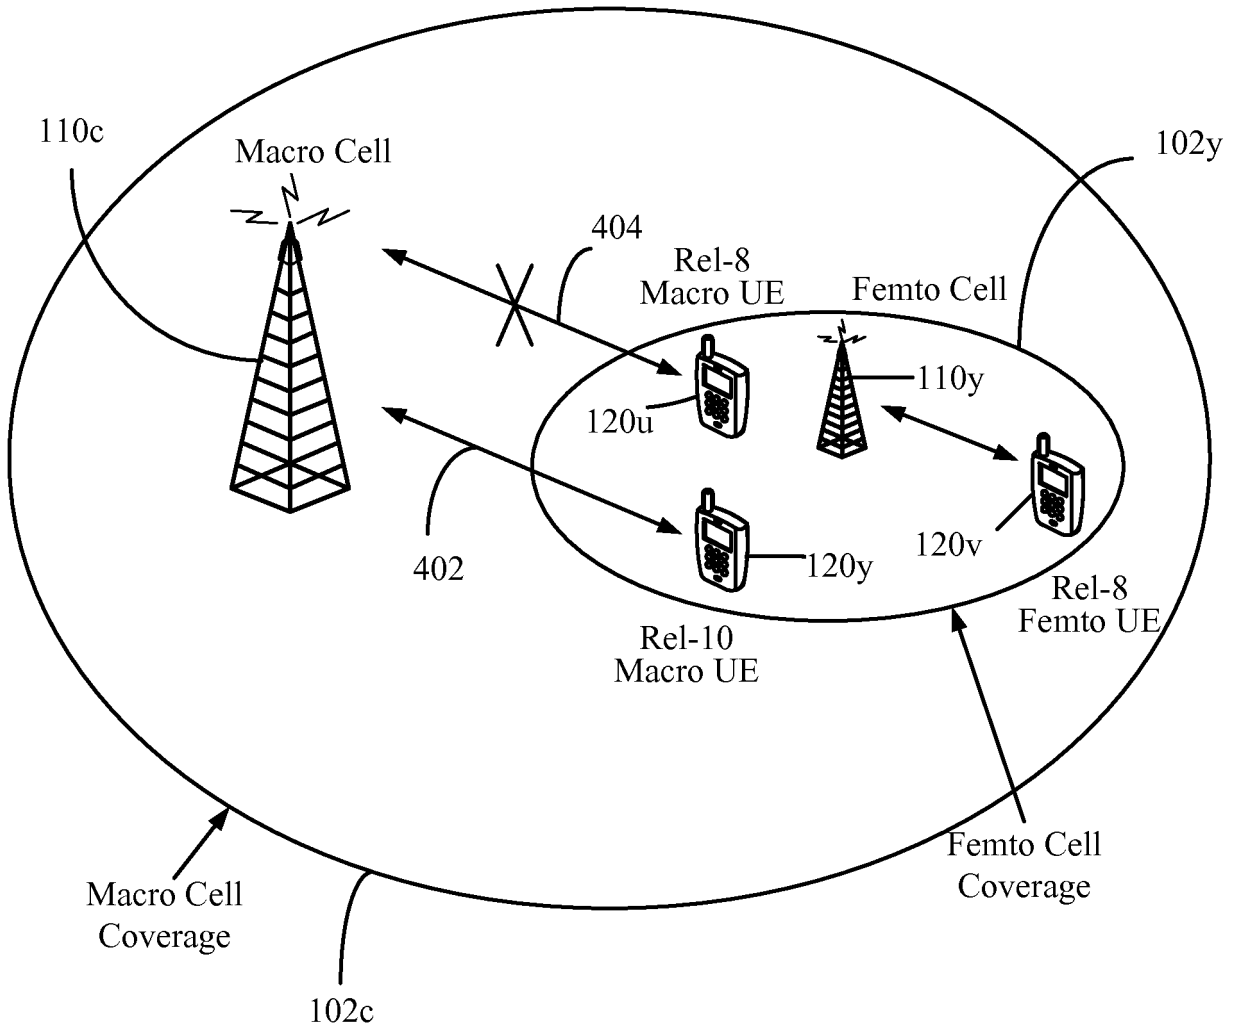 110c
Macro Cell
102y
404
Rel-8
Macro UE
Femto Cell
110y
120u
402
120y
120v
Rel-8
Femto UE
Rel-10
Macro UE
Femto Cell
Coverage
Macro Cell
Coverage
102c